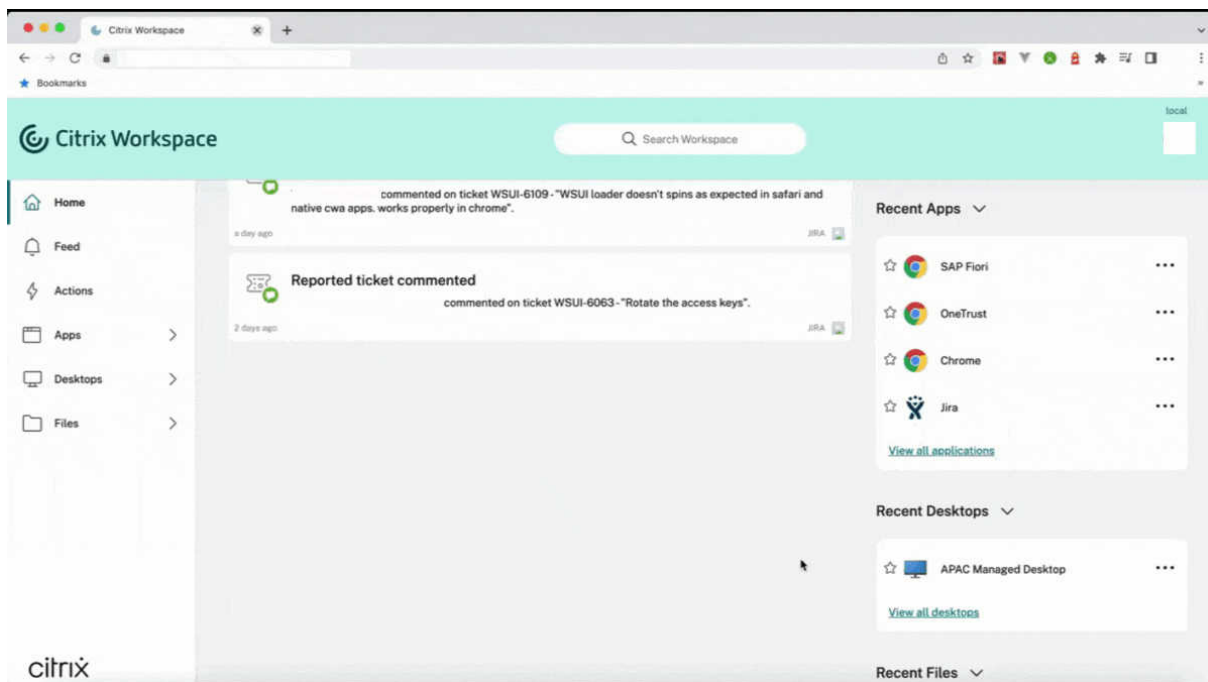 Citrix Workspace
Bookmarks
local
Citrix Workspace
Search Workspace
Home
Feed
Actions
Apps
Desktops
Files
commented on ticket WSUI-6109 - "WSUI loader doesn't spins as expected in safari and
native cwa apps. works properly in chrome".
a day ago
JIRA
Reported ticket commented
commented on ticket WSUI-6063 - "Rotate the access keys".
2 days ago
JIRA
Recent Apps
SAP Fiori
OneTrust
Chrome
Jira
View all applications
Recent Desktops
APAC Managed Desktop
View all desktops
Recent Files
citrix